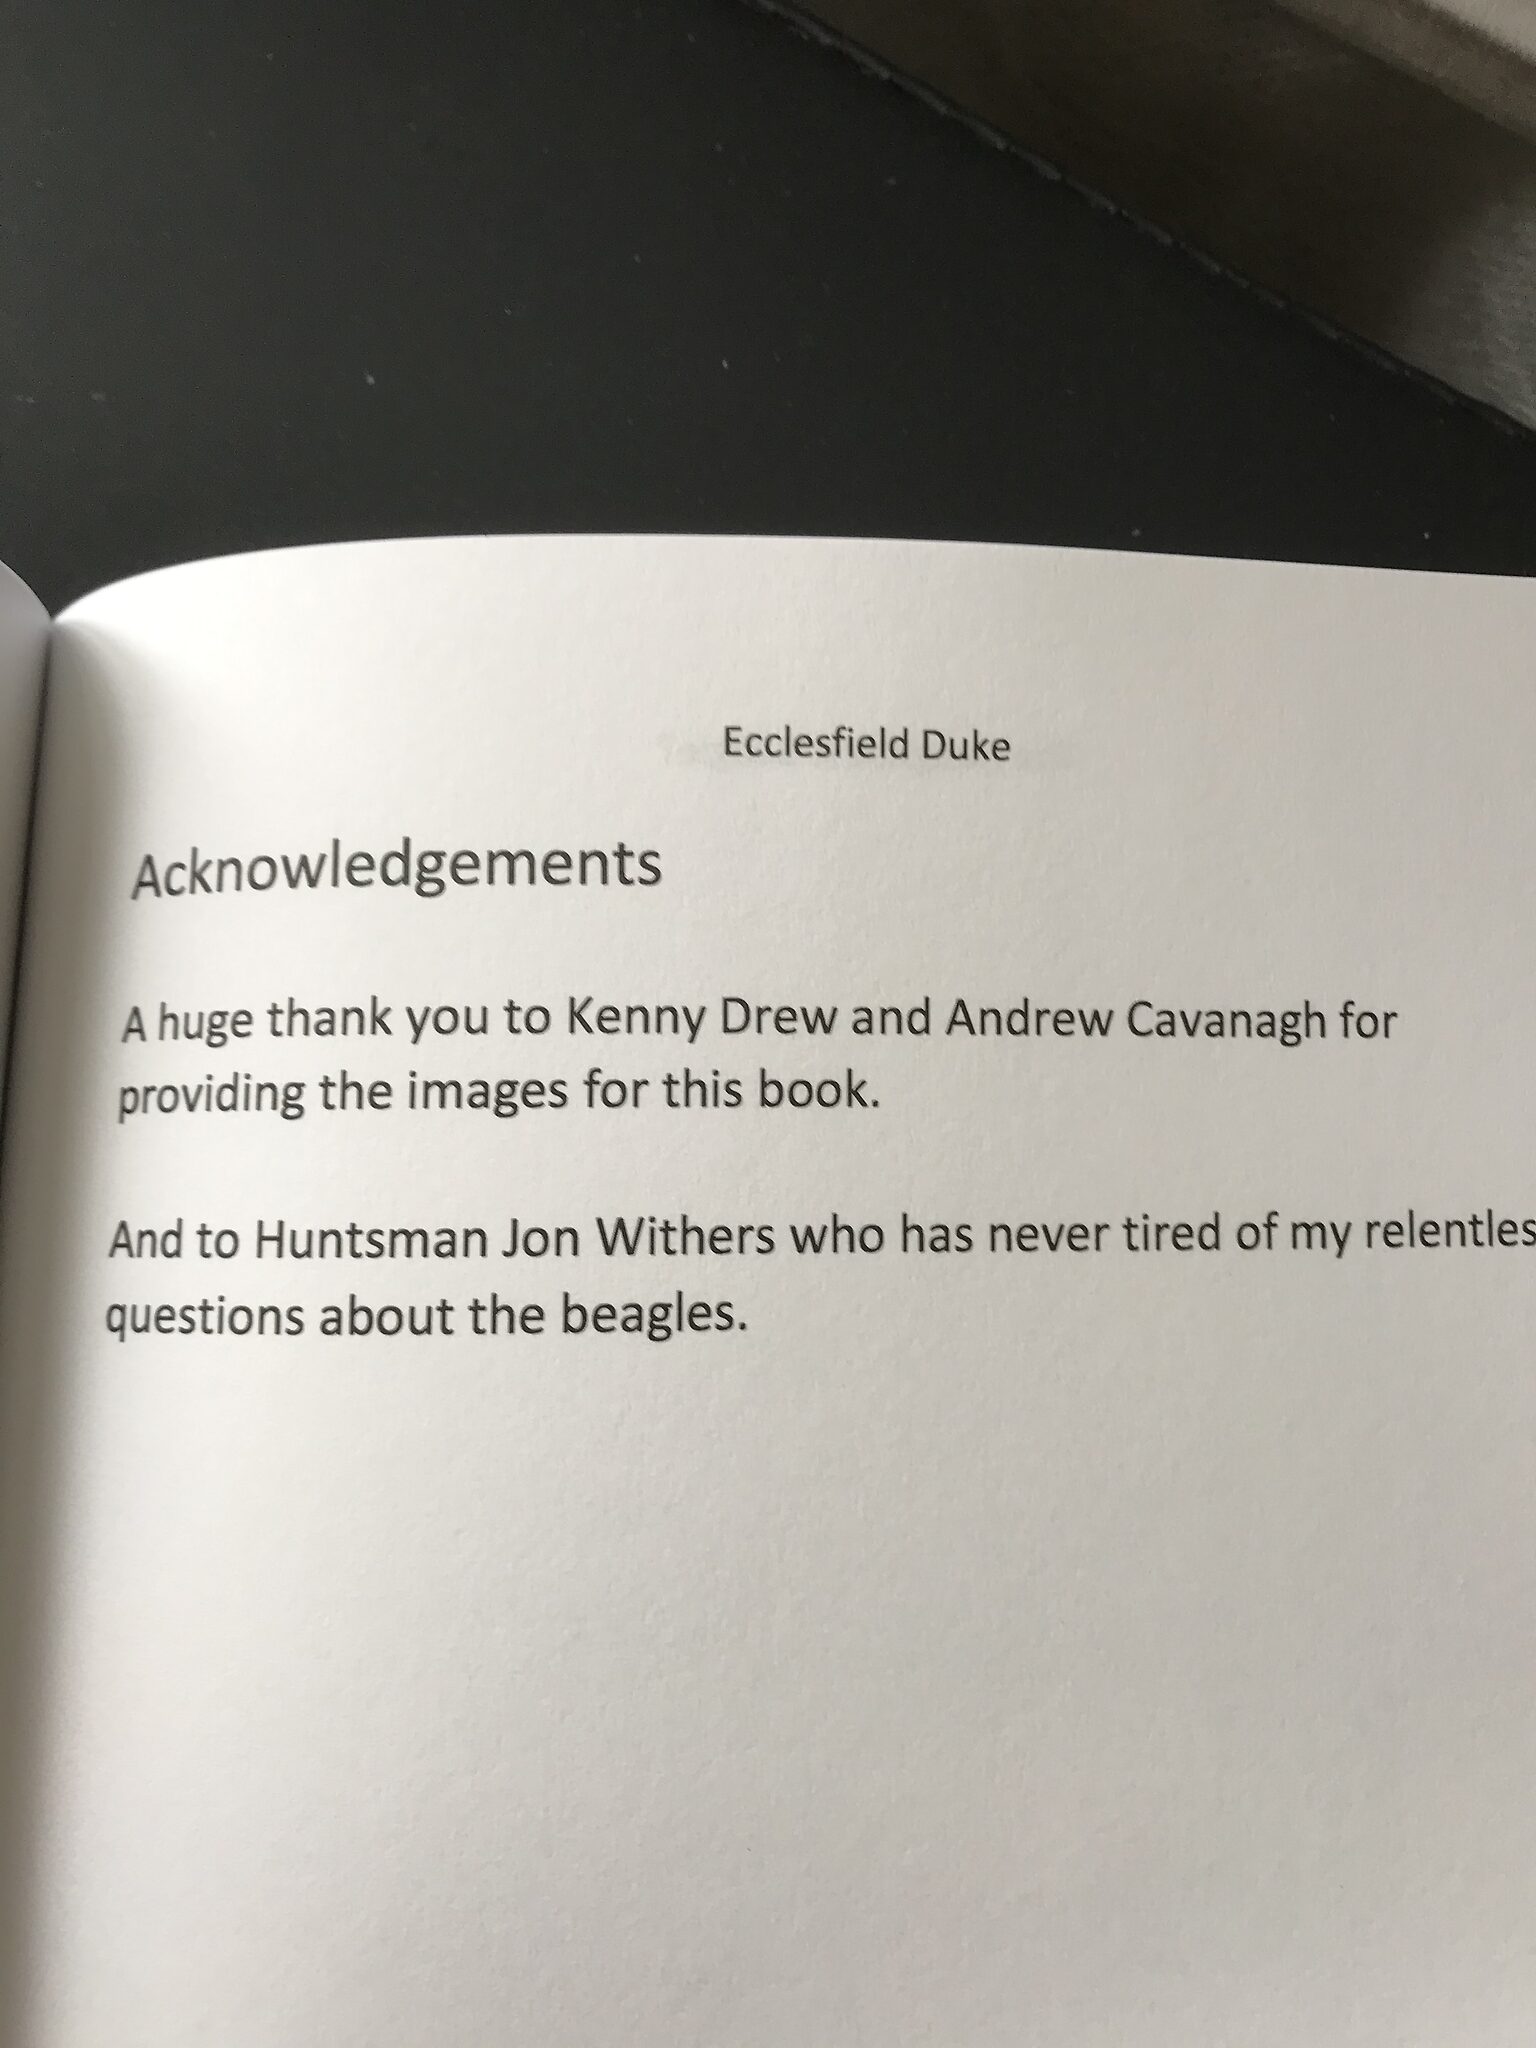 Ecclesfield Duke
Acknowledgements
A huge thank you to Kenny Drew and Andrew Cavanagh for
providing the images for this book.
And to Huntsman Jon Withers who has never tired of my relentles
questions about the beagles.